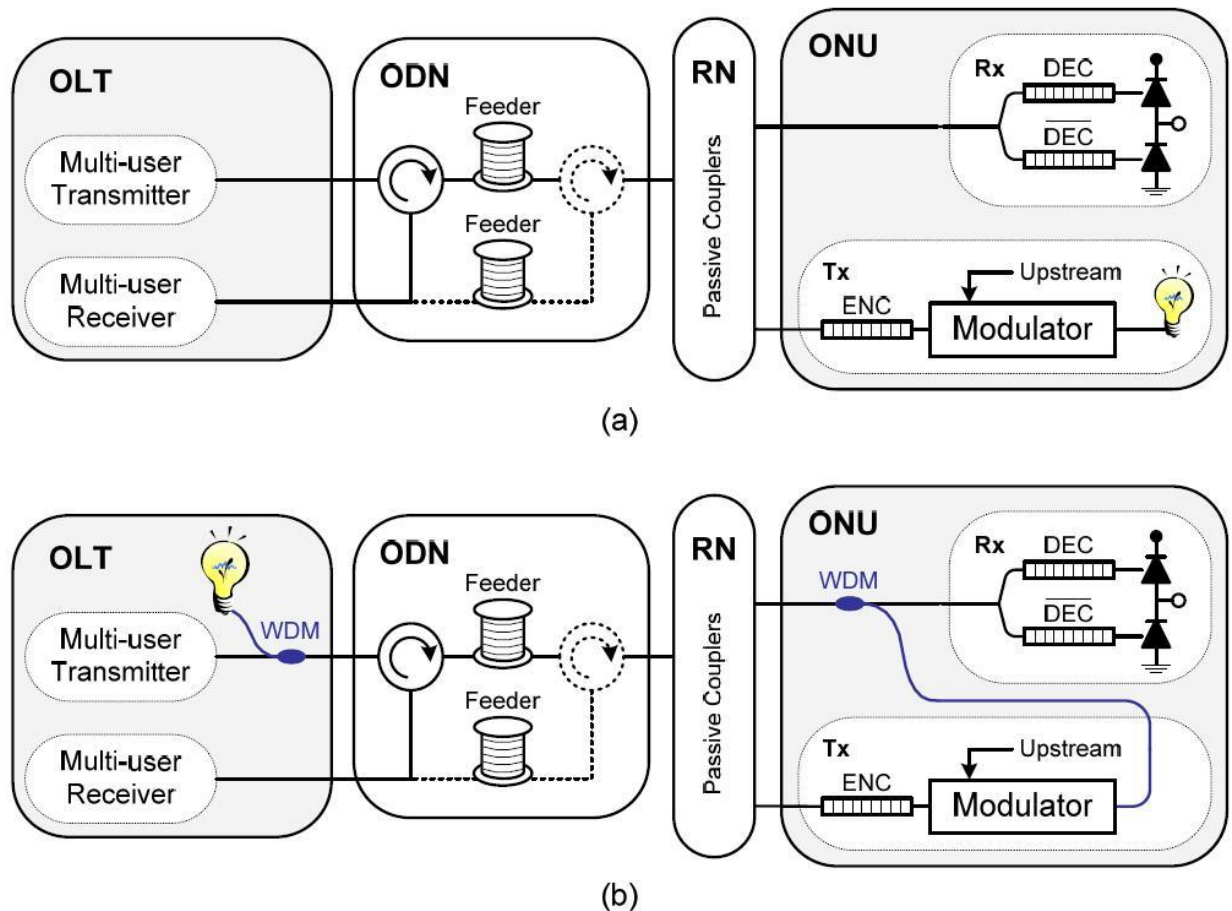 OLT
ODN
RN
ONU
Multi-user
Transmitter
Multi-user
Receiver
Feeder
Feeder
Passive Couplers
Rx
DEC
DEC
Tx
ENC
Upstream
Modulator
(a)
OLT
ODN
RN
ONU
WDM
Multi-user
Transmitter
Multi-user
Receiver
Feeder
Feeder
Passive Couplers
WDM
Rx
DEC
DEC
Tx
ENC
Upstream
Modulator
(b)